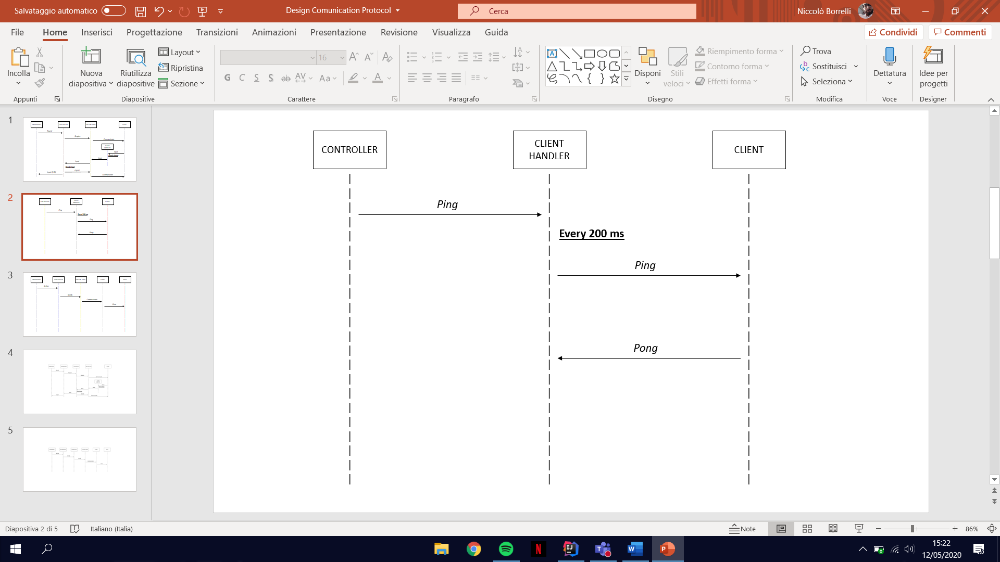 Salvataggio automatico
Design Comunication Protocol
Cerca
Niccolò Borrelli
File Home Inserisci Progettazione Transizioni Animazioni Presentazione Revisione Visualizza Guida
Condividi Commenti
Incolla
Appunti
Nuova
diapositiva
Riutilizza
diapositive
Layout
Ripristina
Sezione
Diapositive
16
G C S S ab AV Aa A
Carattere
Paragrafo
Disponi
Stili
veloci
Riempimento forma
Contorno forma
Effetti forma
Disegno
Trova
Sostituisci
Seleziona
Modifica
Dettatura
Voce
Idee per
progetti
Designer
1
2
3
4
5
CONTROLLER
CLIENT
HANDLER
CLIENT
Ping
Every 200 ms
Ping
Pong
Diapositiva 2 di 5
Italiano (Italia)
Note
86%
15:22
12/05/2020